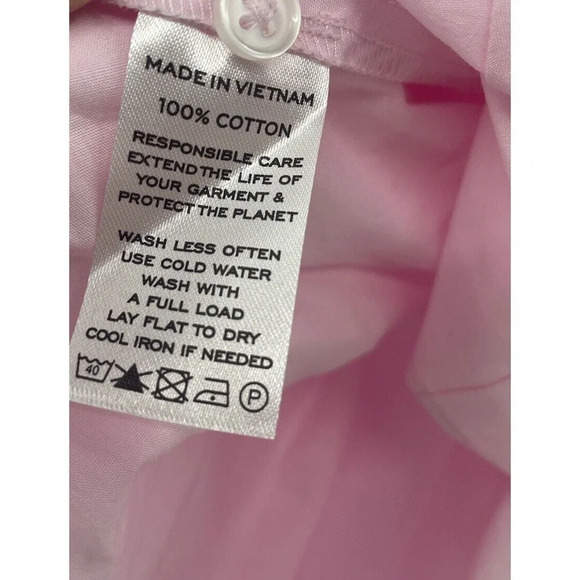 MADE IN VIETNAM
100% COTTON
RESPONSIBLE CARE
EXTEND THE LIFE OF
YOUR GARMENT &
PROTECT THE PLANET
WASH LESS OFTEN
USE COLD WATER
WASH WITH
A FULL LOAD
LAY FLAT TO DRY
COOL IRON IF NEEDED
40 P